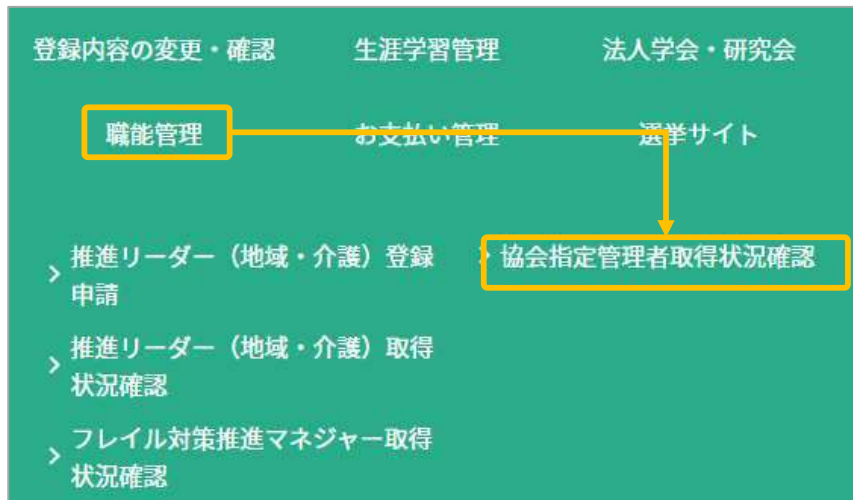 登録内容の変更・確認 生涯学習管理 法人学会・研究会
職能管理 お支払い管理 選挙サイト
推進リーダー（地域・介護）登録
申請
協会指定管理者取得状況確認
推進リーダー（地域・介護）取得
状況確認
フレイル対策推進マネジャー取得
状況確認